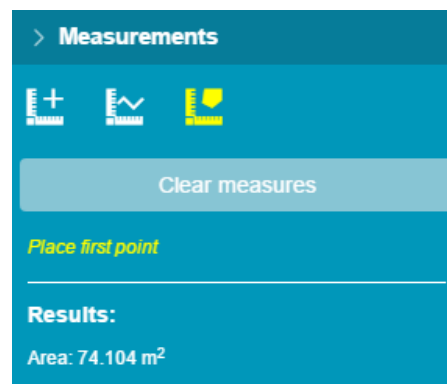 Measurements
Clear measures
Place first point
Results:
Area: 74.104 m²